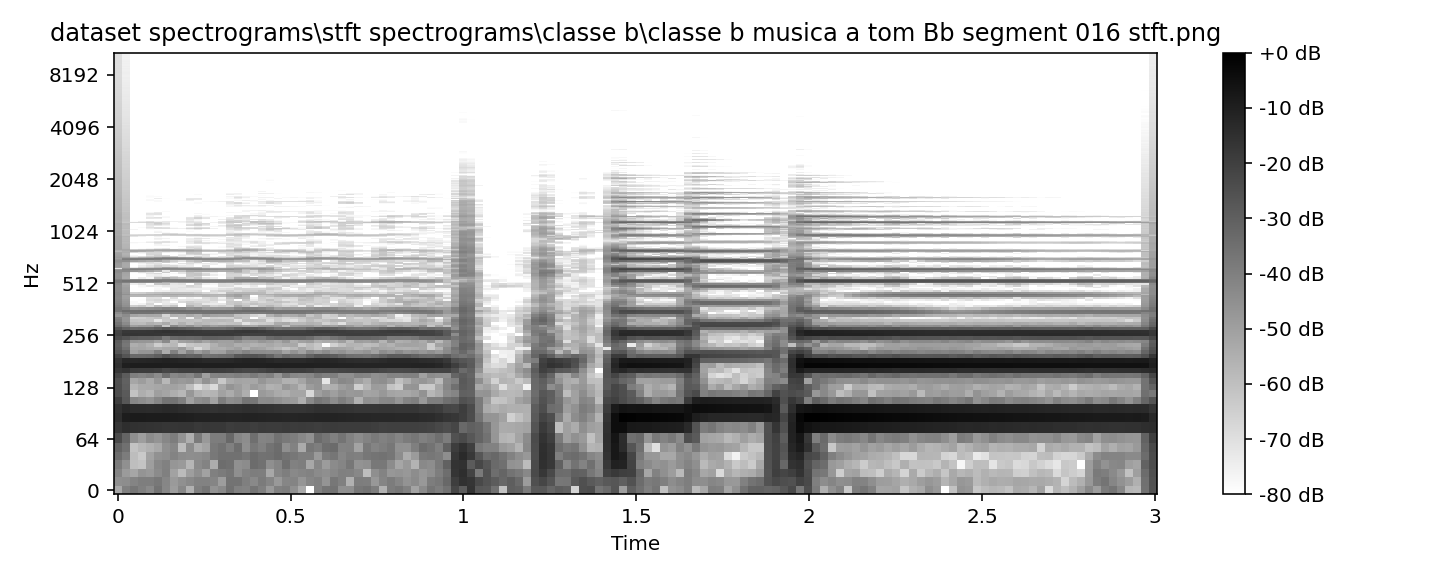 dataset spectrograms\stft spectrograms\classe b\classe b musica a tom Bb segment 016 stft.png
8192
4096
2048
1024
512
256
128
64
0
Hz
0
0.5
1
1.5
2
2.5
3
Time
+0 dB
-10 dB
-20 dB
-30 dB
-40 dB
-50 dB
-60 dB
-70 dB
-80 dB